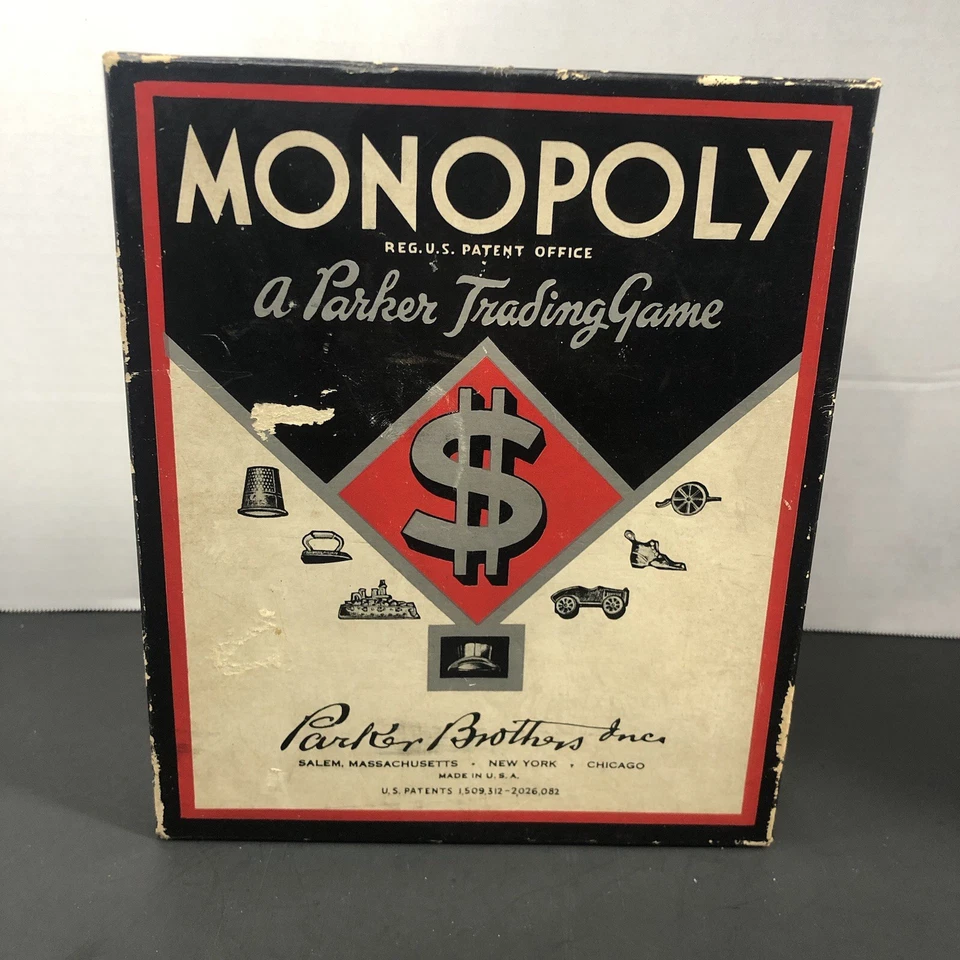 MONOPOLY
REG. U.S. PATENT OFFICE
A Parker Trading Game
$
Parker Brothers Inc.
SALEM, MASSACHUSETTS · NEW YORK · CHICAGO
MADE IN U.S.A.
U.S. PATENTS 1,509,312-2,026,082